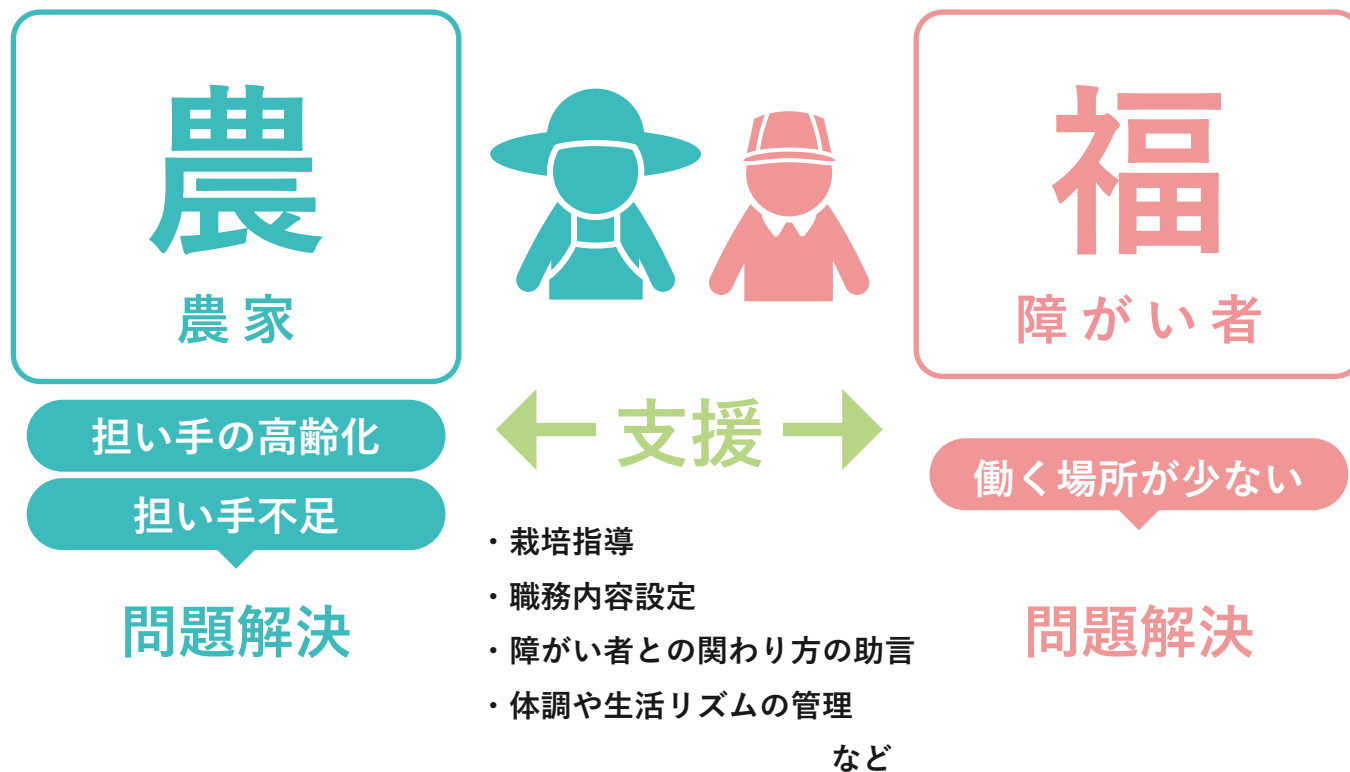 農
農家
担い手の高齢化
担い手不足
問題解決
支援
・栽培指導
・職務内容設定
・障がい者との関わり方の助言
・体調や生活リズムの管理
など
福
障がい者
働く場所が少ない
問題解決